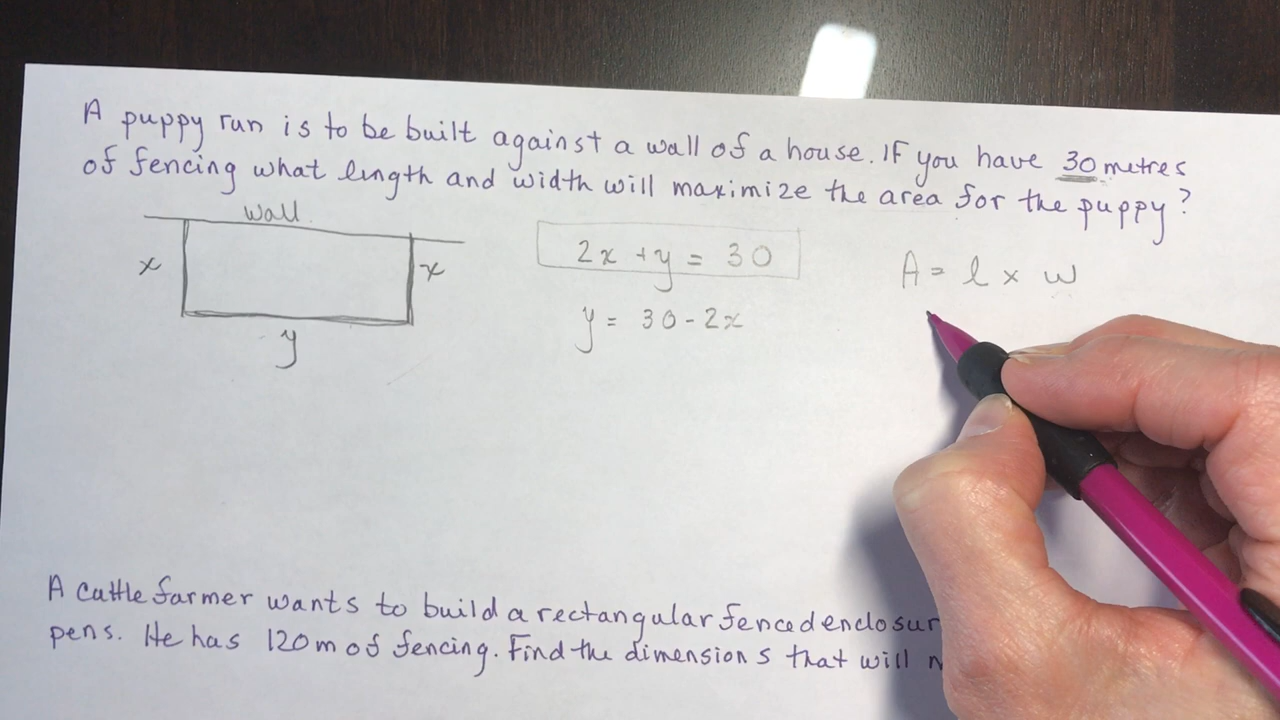 A puppy run is to be built against a wall of a house. If you have 30 metres
of fencing what length and width will maximize the area for the puppy?
wall
x
x
y
2x + y = 30
y = 30 - 2x
A = l x w
A cattle farmer wants to build a rectangular fenced
pens. He has 120 m of fencing. Find the dimensions that will